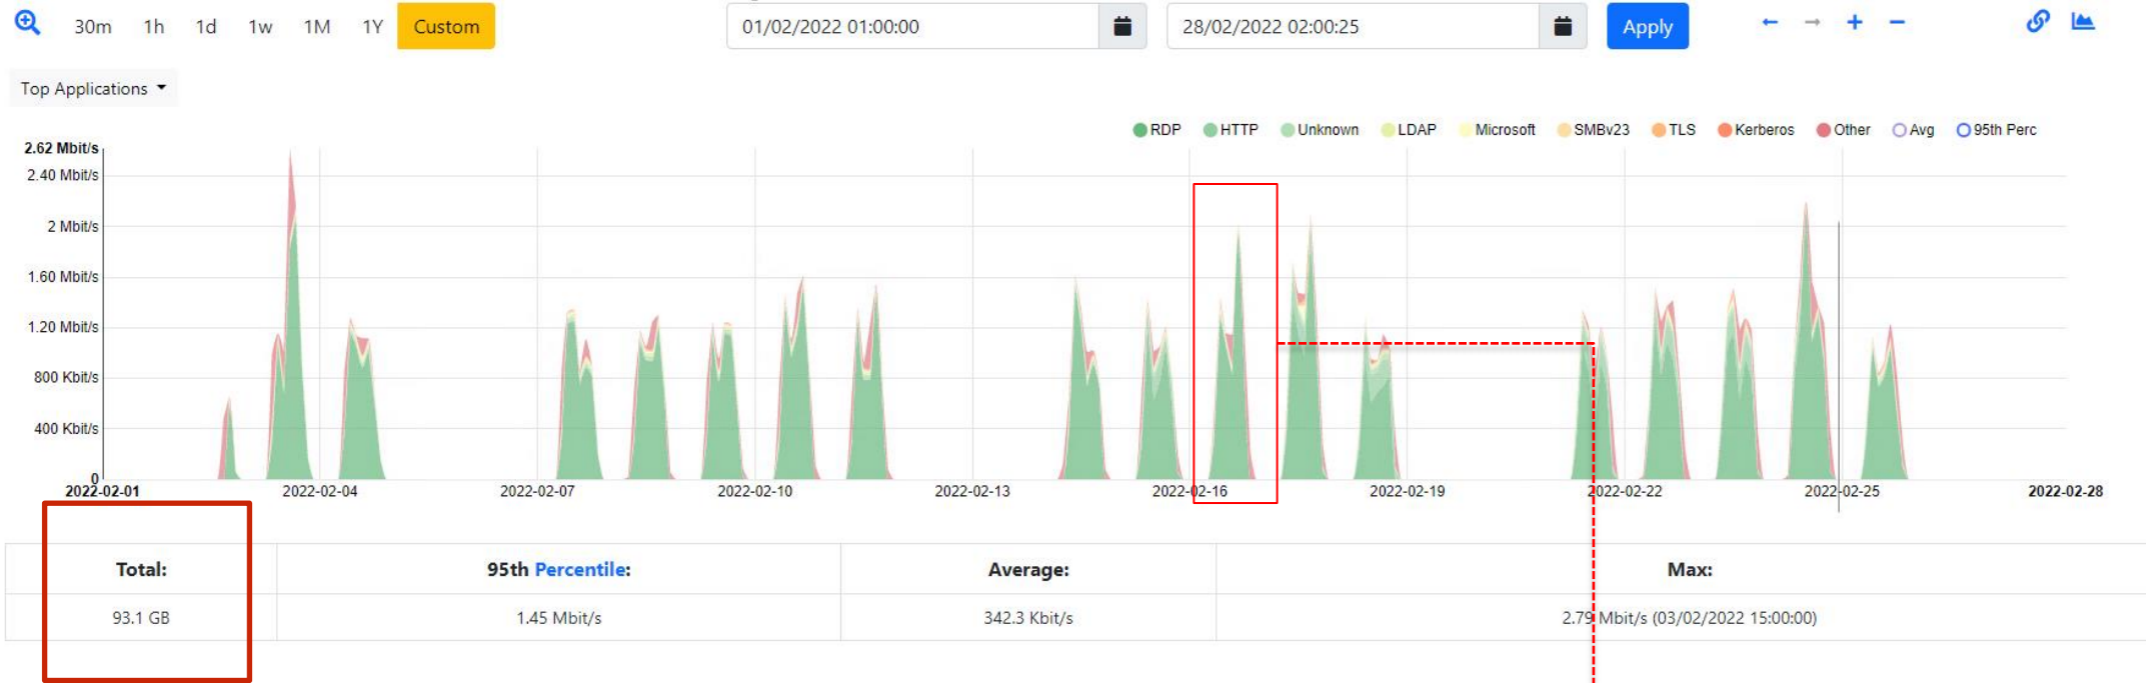 30m 1h 1d 1w 1M 1Y Custom 01/02/2022 01:00:00 28/02/2022 02:00:25 Apply
Top Applications
RDP HTTP Unknown LDAP Microsoft SMBv23 TLS Kerberos Other Avg 95th Perc
2.62 Mbit/s
2.40 Mbit/s
2 Mbit/s
1.60 Mbit/s
1.20 Mbit/s
800 Kbit/s
400 Kbit/s
0
2022-02-01 2022-02-04 2022-02-07 2022-02-10 2022-02-13 2022-02-16 2022-02-19 2022-02-22 2022-02-25 2022-02-28
Total: 95th Percentile: Average: Max:
93.1 GB 1.45 Mbit/s 342.3 Kbit/s 2.79 Mbit/s (03/02/2022 15:00:00)